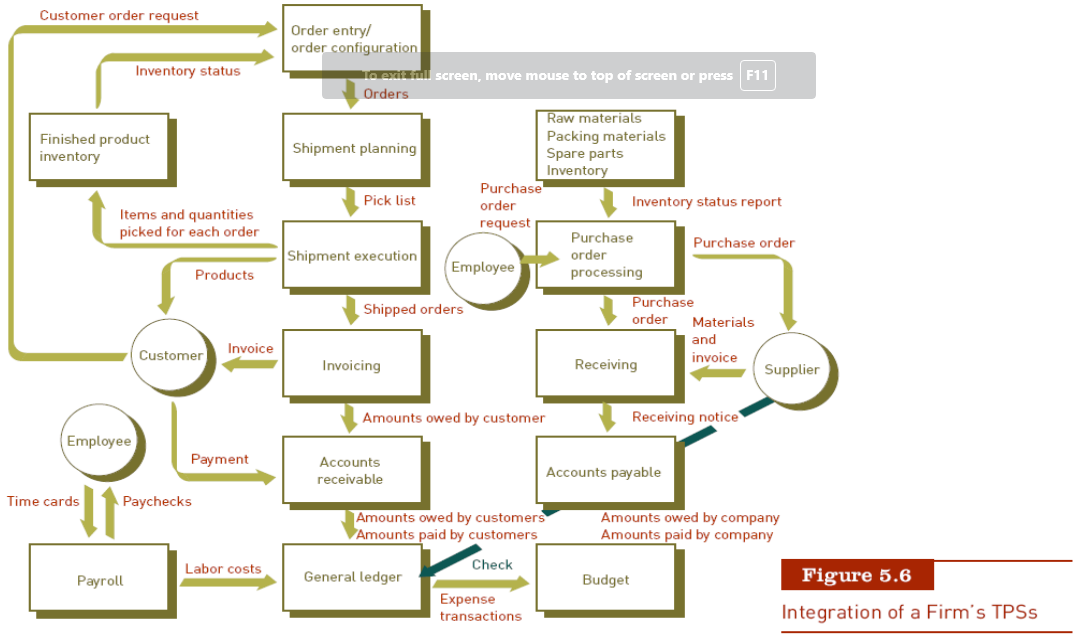 Customer order request
Order entry/
order configuration
To exit full screen, move mouse to top of screen or press F11
Inventory status
Orders
Finished product
inventory
Shipment planning
Raw materials
Packing materials
Spare parts
Inventory
Pick list
Purchase
order
request
Inventory status report
Items and quantities
picked for each order
Shipment execution
Employee
Purchase
order
processing
Purchase order
Products
Shipped orders
Purchase
order
Materials
and
invoice
Customer
Invoice
Invoicing
Receiving
Supplier
Amounts owed by customer
Receiving notice
Employee
Payment
Accounts
receivable
Accounts payable
Time cards
Paychecks
Amounts owed by customers
Amounts paid by customers
Amounts owed by company
Amounts paid by company
Payroll
Labor costs
General ledger
Check
Expense
transactions
Budget
Figure 5.6
Integration of a Firm's TPSs